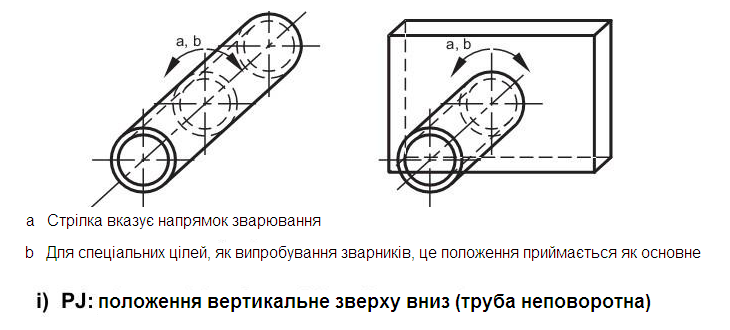 a, b
a, b
a Стрілка вказує напрямок зварювання
b Для спеціальних цілей, як випробування зварників, це положення приймається як основне
i) PJ: положення вертикальне зверху вниз (труба неповоротна)